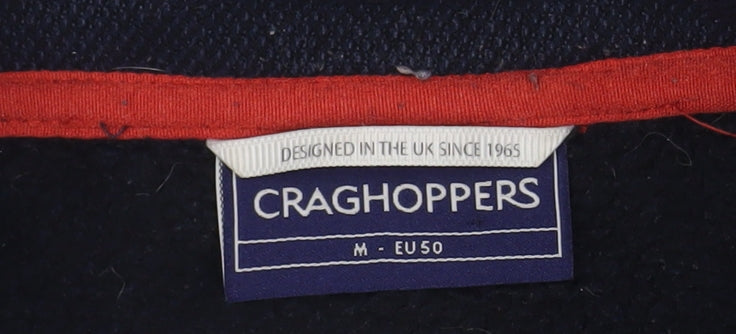 DESIGNED IN THE UK SINCE 1965
CRAGHOPPERS
M - EU50